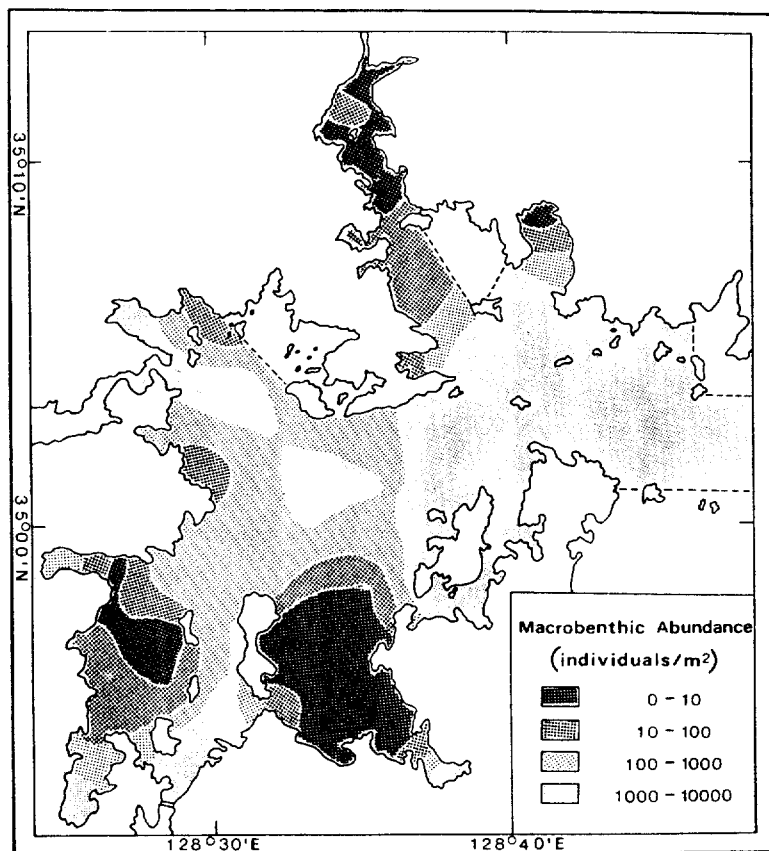 35°10'N
35°00'N
Macrobenthic Abundance
(individuals/m²)
0 - 10
10 - 100
100 - 1000
1000 - 10000
128°30'E
128°40'E